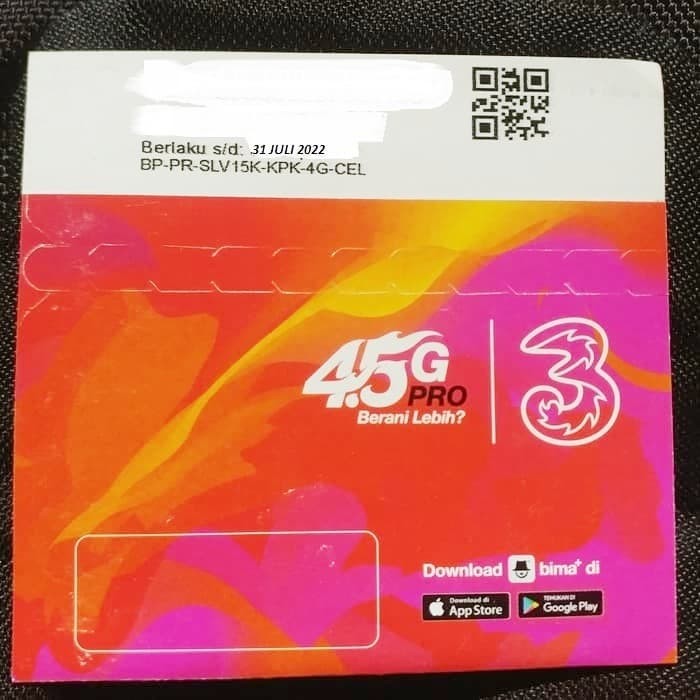 Berlaku s/d: 31 JULI 2022
BP-PR-SLV15K-KPK-4G-CEL
4.5G
PRO
Berani Lebih?
3
Download bima+ di
Download di
App Store
TEMUKAN DI
Google Play